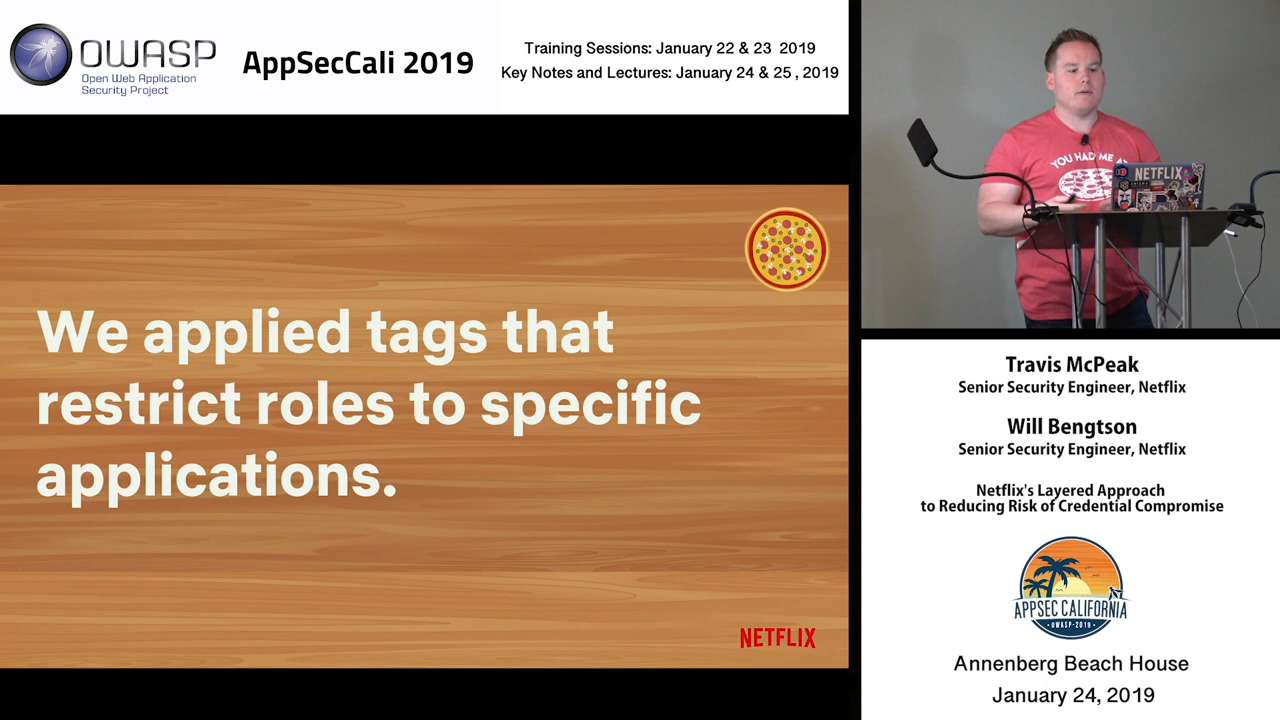 OWASP
Open Web Application
Security Project
AppSecCali 2019
Training Sessions: January 22 & 23 2019
Key Notes and Lectures: January 24 & 25 , 2019
YOU HAD ME A
NETFLIX
We applied tags that
restrict roles to specific
applications.
NETFLIX
Travis McPeak
Senior Security Engineer, Netflix
Will Bengtson
Senior Security Engineer, Netflix
Netflix's Layered Approach
to Reducing Risk of Credential Compromise
APPSEC CALIFORNIA
• OWASP-2019 •
Annenberg Beach House
January 24, 2019